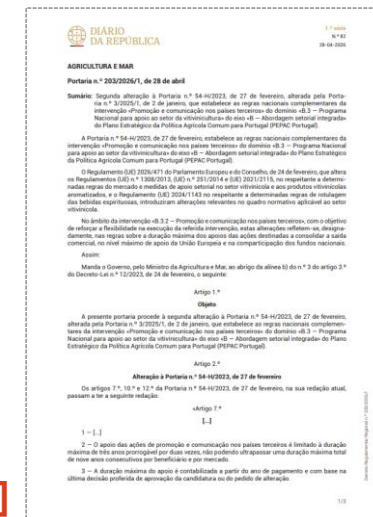 DIÁRIO
DA REPÚBLICA
1.ª série
N.º 82
28-04-2026
AGRICULTURA E MAR
Portaria n.º 203/2026/1, de 28 de abril
Sumário: Segunda alteração à Portaria n.º 54-H/2023, de 27 de fevereiro, alterada pela Porta-
ria n.º 3/2025/1, de 2 de janeiro, que estabelece as regras nacionais complementares da
intervenção «Promoção e comunicação nos países terceiros» do domínio «B.3 — Programa
Nacional para apoio ao setor da vitivinicultura» do eixo «B — Abordagem setorial integrada»
do Plano Estratégico da Política Agrícola Comum para Portugal (PEPAC Portugal).
A Portaria n.º 54-H/2023, de 27 de fevereiro, estabelece as regras nacionais complementares da
intervenção «Promoção e comunicação nos países terceiros» do domínio «B.3 — Programa Nacional
para apoio ao setor da vitivinicultura» do eixo «B — Abordagem setorial integrada» do Plano Estratégico
da Política Agrícola Comum para Portugal (PEPAC Portugal).
O Regulamento (UE) 2026/471 do Parlamento Europeu e do Conselho, de 24 de fevereiro, que altera
os Regulamentos (UE) n.º 1308/2013, (UE) n.º 251/2014 e (UE) 2021/2115, no respeitante a determi-
nadas regras do mercado e medidas de apoio setorial no setor vitivinícola e aos produtos vitivinícolas
aromatizados, e o Regulamento (UE) 2024/1143 no respeitante a determinadas regras de rotulagem
das bebidas espirituosas, introduziram alterações relevantes no quadro normativo aplicável ao setor
vitivinícola.
No âmbito da intervenção «B.3.2 — Promoção e comunicação nos países terceiros», com o objetivo
de reforçar a flexibilidade na execução da referida intervenção, estas alterações refletem-se, designa-
damente, nas regras sobre a duração máxima dos apoios das ações destinadas a consolidar a saída
comercial, no nível máximo de apoio da União Europeia e na comparticipação dos fundos nacionais.
Assim:
Manda o Governo, pelo Ministro da Agricultura e Mar, ao abrigo da alínea b) do n.º 3 do artigo 3.º
do Decreto-Lei n.º 12/2023, de 24 de fevereiro, o seguinte:
Artigo 1.º
Objeto
A presente portaria procede à segunda alteração à Portaria n.º 54-H/2023, de 27 de fevereiro,
alterada pela Portaria n.º 3/2025/1, de 2 de janeiro, que estabelece as regras nacionais complemen-
tares da intervenção «Promoção e comunicação nos países terceiros» do domínio «B.3 — Programa
Nacional para apoio ao setor da vitivinicultura» do eixo «B — Abordagem setorial integrada» do Plano
Estratégico da Política Agrícola Comum para Portugal (PEPAC Portugal).
Artigo 2.º
Alteração à Portaria n.º 54-H/2023, de 27 de fevereiro
Os artigos 7.º, 10.º e 12.º da Portaria n.º 54-H/2023, de 27 de fevereiro, na sua redação atual,
passam a ter a seguinte redação:
«Artigo 7.º
[...]
1 — [...]
2 — O apoio das ações de promoção e comunicação nos países terceiros é limitado à duração
máxima de três anos prorrogável por duas vezes, não podendo ultrapassar uma duração máxima total
de nove anos consecutivos por beneficiário e por mercado.
3 — A duração máxima do apoio é contabilizada a partir do ano de pagamento e com base na
última decisão proferida de aprovação da candidatura ou do pedido de alteração.
1/3